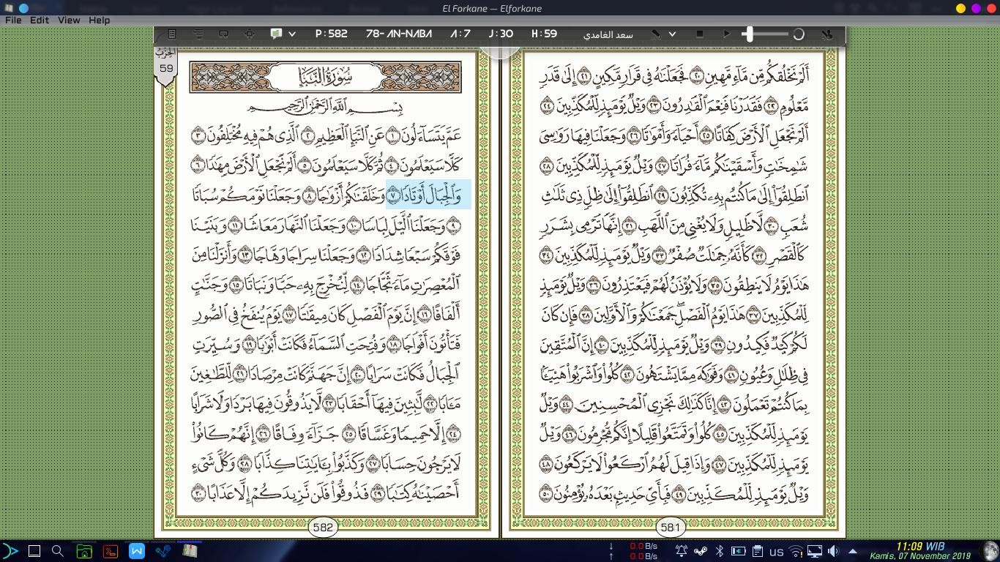 El Forkane — Elforkane
File Edit View Help
P:582 78- AN-NABA A:7 J:30 H:59 سعد الغامدي
أَلَمْ نَخْلُقكُّم مِّن مَّآءٍ مَّهِينٍ ٢٠ فَجَعَلْنَٰهُ فِى قَرَارٍ مَّكِينٍ ٢١ إِلَىٰ قَدَرٍ
مَّعْلُومٍ ٢٢ فَقَدَرْنَا فَنِعْمَ ٱلْقَٰدِرُونَ ٢٣ وَيْلٌ يَوْمَئِذٍ لِّلْمُكَذِّبِينَ ٢٤
أَلَمْ نَجْعَلِ ٱلْأَرْضَ كِفَاتًا ٢٥ أَحْيَآءً وَأَمْوَٰتًا ٢٦ وَجَعَلْنَا فِيهَا رَوَٰسِىَ
شَٰمِخَٰتٍ وَأَسْقَيْنَٰكُم مَّآءً فُرَاتًا ٢٧ وَيْلٌ يَوْمَئِذٍ لِّلْمُكَذِّبِينَ ٢٨
ٱنطَلِقُوٓا۟ إِلَىٰ مَا كُنتُم بِهِۦ تُكَذِّبُونَ ٢٩ ٱنطَلِقُوٓا۟ إِلَىٰ ظِلٍّ ذِى ثَلَٰثِ
شُعَبٍ ٣٠ لَّا ظَلِيلٍ وَلَا يُغْنِى مِنَ ٱللَّهَبِ ٣١ إِنَّهَا تَرْمِى بِشَرَرٍ
كَٱلْقَصْرِ ٣٢ كَأَنَّهُۥ جِمَٰلَتٌ صُفْرٌ ٣٣ وَيْلٌ يَوْمَئِذٍ لِّلْمُكَذِّبِينَ ٣٤
هَٰذَا يَوْمُ لَا يَنطِقُونَ ٣٥ وَلَا يُؤْذَنُ لَهُمْ فَيَعْتَذِرُونَ ٣٦ وَيْلٌ يَوْمَئِذٍ
لِّلْمُكَذِّبِينَ ٣٧ هَٰذَا يَوْمُ ٱلْفَصْلِ ۖ جَمَعْنَٰكُمْ وَٱلْأَوَّلِينَ ٣٨ فَإِن كَانَ
لَكُمْ كَيْدٌ فَكِيدُونِ ٣٩ وَيْلٌ يَوْمَئِذٍ لِّلْمُكَذِّبِينَ ٤٠ إِنَّ ٱلْمُتَّقِينَ
فِى ظِلَٰلٍ وَعُيُونٍ ٤١ وَفَوَٰكِهَ مِمَّا يَشْتَهُونَ ٤٢ كُلُوا۟ وَٱشْرَبُوا۟ هَنِيٓـًٔۢا
بِمَا كُنتُمْ تَعْمَلُونَ ٤٣ إِنَّا كَذَٰلِكَ نَجْزِى ٱلْمُحْسِنِينَ ٤٤ وَيْلٌ
يَوْمَئِذٍ لِّلْمُكَذِّبِينَ ٤٥ كُلُوا۟ وَتَمَتَّعُوا۟ قَلِيلًا إِنَّكُم مُّجْرِمُونَ ٤٦ وَيْلٌ
يَوْمَئِذٍ لِّلْمُكَذِّبِينَ ٤٧ وَإِذَا قِيلَ لَهُمُ ٱرْكَعُوا۟ لَا يَرْكَعُونَ ٤٨
وَيْلٌ يَوْمَئِذٍ لِّلْمُكَذِّبِينَ ٤٩ فَبِأَىِّ حَدِيثٍۭ بَعْدَهُۥ يُؤْمِنُونَ ٥٠
581
الحزب
59
سُورَةُ النَّبَإِ
بِسْمِ ٱللَّهِ ٱلرَّحْمَٰنِ ٱلرَّحِيمِ
عَمَّ يَتَسَآءَلُونَ ١ عَنِ ٱلنَّبَإِ ٱلْعَظِيمِ ٢ ٱلَّذِى هُمْ فِيهِ مُخْتَلِفُونَ ٣
كَلَّا سَيَعْلَمُونَ ٤ ثُمَّ كَلَّا سَيَعْلَمُونَ ٥ أَلَمْ نَجْعَلِ ٱلْأَرْضَ مِهَٰدًا ٦
وَٱلْجِبَالَ أَوْتَادًا ٧ وَخَلَقْنَٰكُمْ أَزْوَٰجًا ٨ وَجَعَلْنَا نَوْمَكُمْ سُبَاتًا
٩ وَجَعَلْنَا ٱلَّيْلَ لِبَاسًا ١٠ وَجَعَلْنَا ٱلنَّهَارَ مَعَاشًا ١١ وَبَنَيْنَا
فَوْقَكُمْ سَبْعًا شِدَادًا ١٢ وَجَعَلْنَا سِرَاجًا وَهَّاجًا ١٣ وَأَنزَلْنَا مِنَ
ٱلْمُعْصِرَٰتِ مَآءً ثَجَّاجًا ١٤ لِّنُخْرِجَ بِهِۦ حَبًّا وَنَبَاتًا ١٥ وَجَنَّٰتٍ
أَلْفَافًا ١٦ إِنَّ يَوْمَ ٱلْفَصْلِ كَانَ مِيقَٰتًا ١٧ يَوْمَ يُنفَخُ فِى ٱلصُّورِ
فَتَأْتُونَ أَفْوَاجًا ١٨ وَفُتِحَتِ ٱلسَّمَآءُ فَكَانَتْ أَبْوَٰبًا ١٩ وَسُيِّرَتِ
ٱلْجِبَالُ فَكَانَتْ سَرَابًا ٢٠ إِنَّ جَهَنَّمَ كَانَتْ مِرْصَادًا ٢١ لِّلطَّٰغِينَ
مَـَٔابًا ٢٢ لَّٰبِثِينَ فِيهَآ أَحْقَابًا ٢٣ لَّا يَذُوقُونَ فِيهَا بَرْدًا وَلَا شَرَابًا
٢٤ إِلَّا حَمِيمًا وَغَسَّاقًا ٢٥ جَزَآءً وِفَاقًا ٢٦ إِنَّهُمْ كَانُوا۟
لَا يَرْجُونَ حِسَابًا ٢٧ وَكَذَّبُوا۟ بِـَٔايَٰتِنَا كِذَّابًا ٢٨ وَكُلَّ شَىْءٍ
أَحْصَيْنَٰهُ كِتَٰبًا ٢٩ فَذُوقُوا۟ فَلَن نَّزِيدَكُمْ إِلَّا عَذَابًا ٣٠
582
↓ 0.0 B/s
↑ 0.0 B/s
us
11:09 WIB
Kamis, 07 November 2019